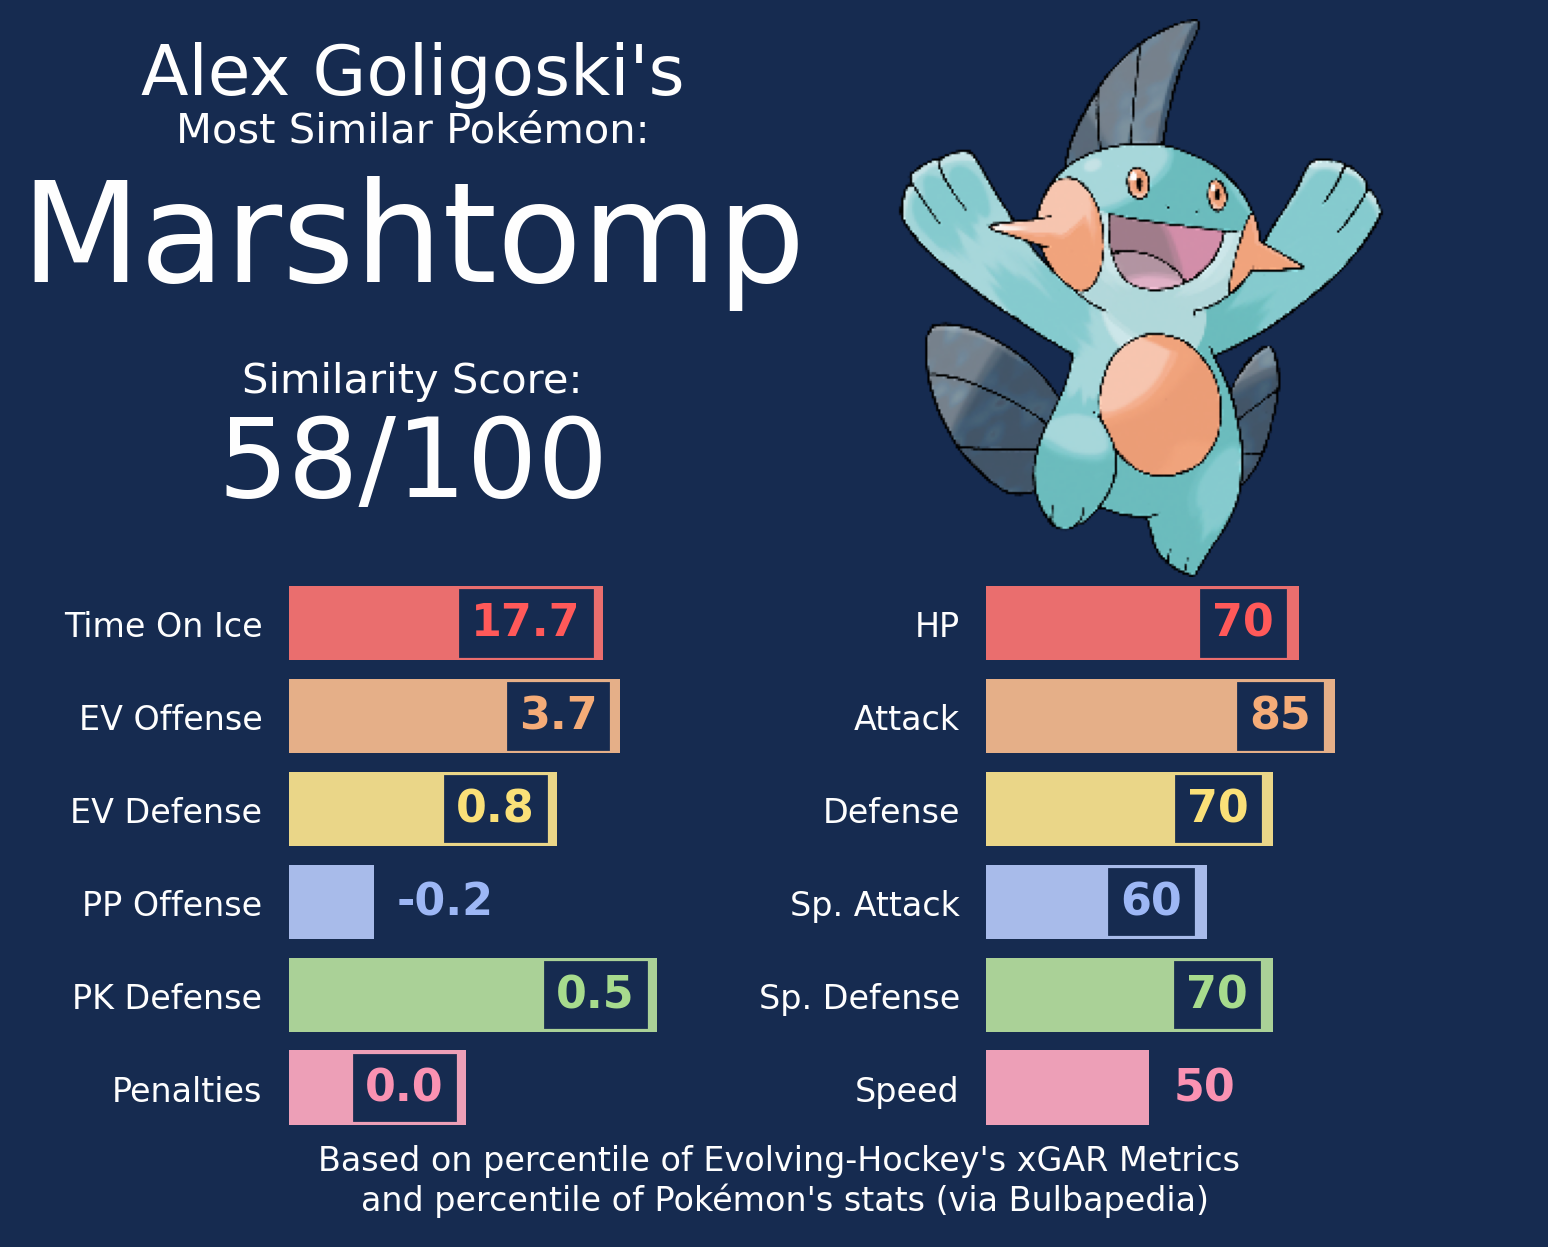 Alex Goligoski's
Most Similar Pokémon:
Marshtomp
Similarity Score:
58/100
Time On Ice 17.7
EV Offense 3.7
EV Defense 0.8
PP Offense -0.2
PK Defense 0.5
Penalties 0.0
HP 70
Attack 85
Defense 70
Sp. Attack 60
Sp. Defense 70
Speed 50
Based on percentile of Evolving-Hockey's xGAR Metrics
and percentile of Pokémon's stats (via Bulbapedia)